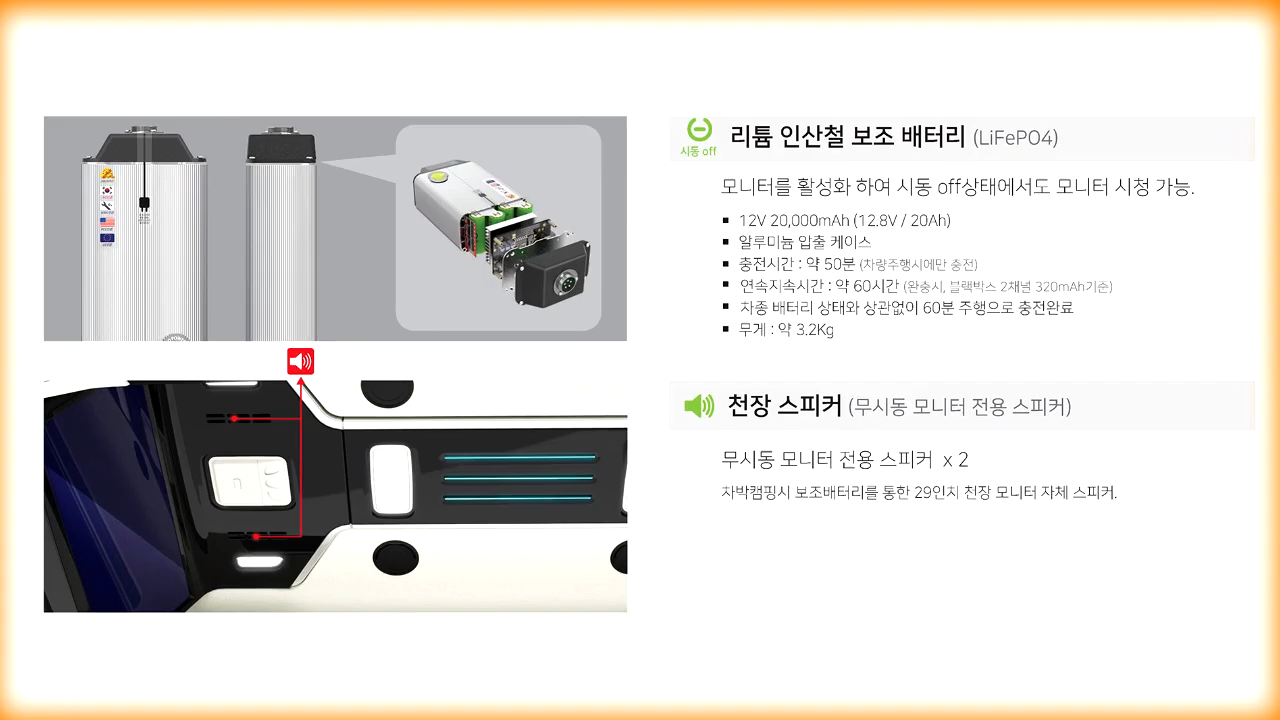 시동 off
리튬 인산철 보조 배터리 (LiFePO4)
모니터를 활성화 하여 시동 off상태에서도 모니터 시청 가능.
▪ 12V 20,000mAh (12.8V / 20Ah)
▪ 알루미늄 압출 케이스
▪ 충전시간 : 약 50분 (차량주행시에만 충전)
▪ 연속지속시간 : 약 60시간 (완충시, 블랙박스 2채널 320mAh기준)
▪ 차종 배터리 상태와 상관없이 60분 주행으로 충전완료
▪ 무게 : 약 3.2Kg
천장 스피커 (무시동 모니터 전용 스피커)
무시동 모니터 전용 스피커 x 2
차박캠핑시 보조배터리를 통한 29인치 천장 모니터 자체 스피커.